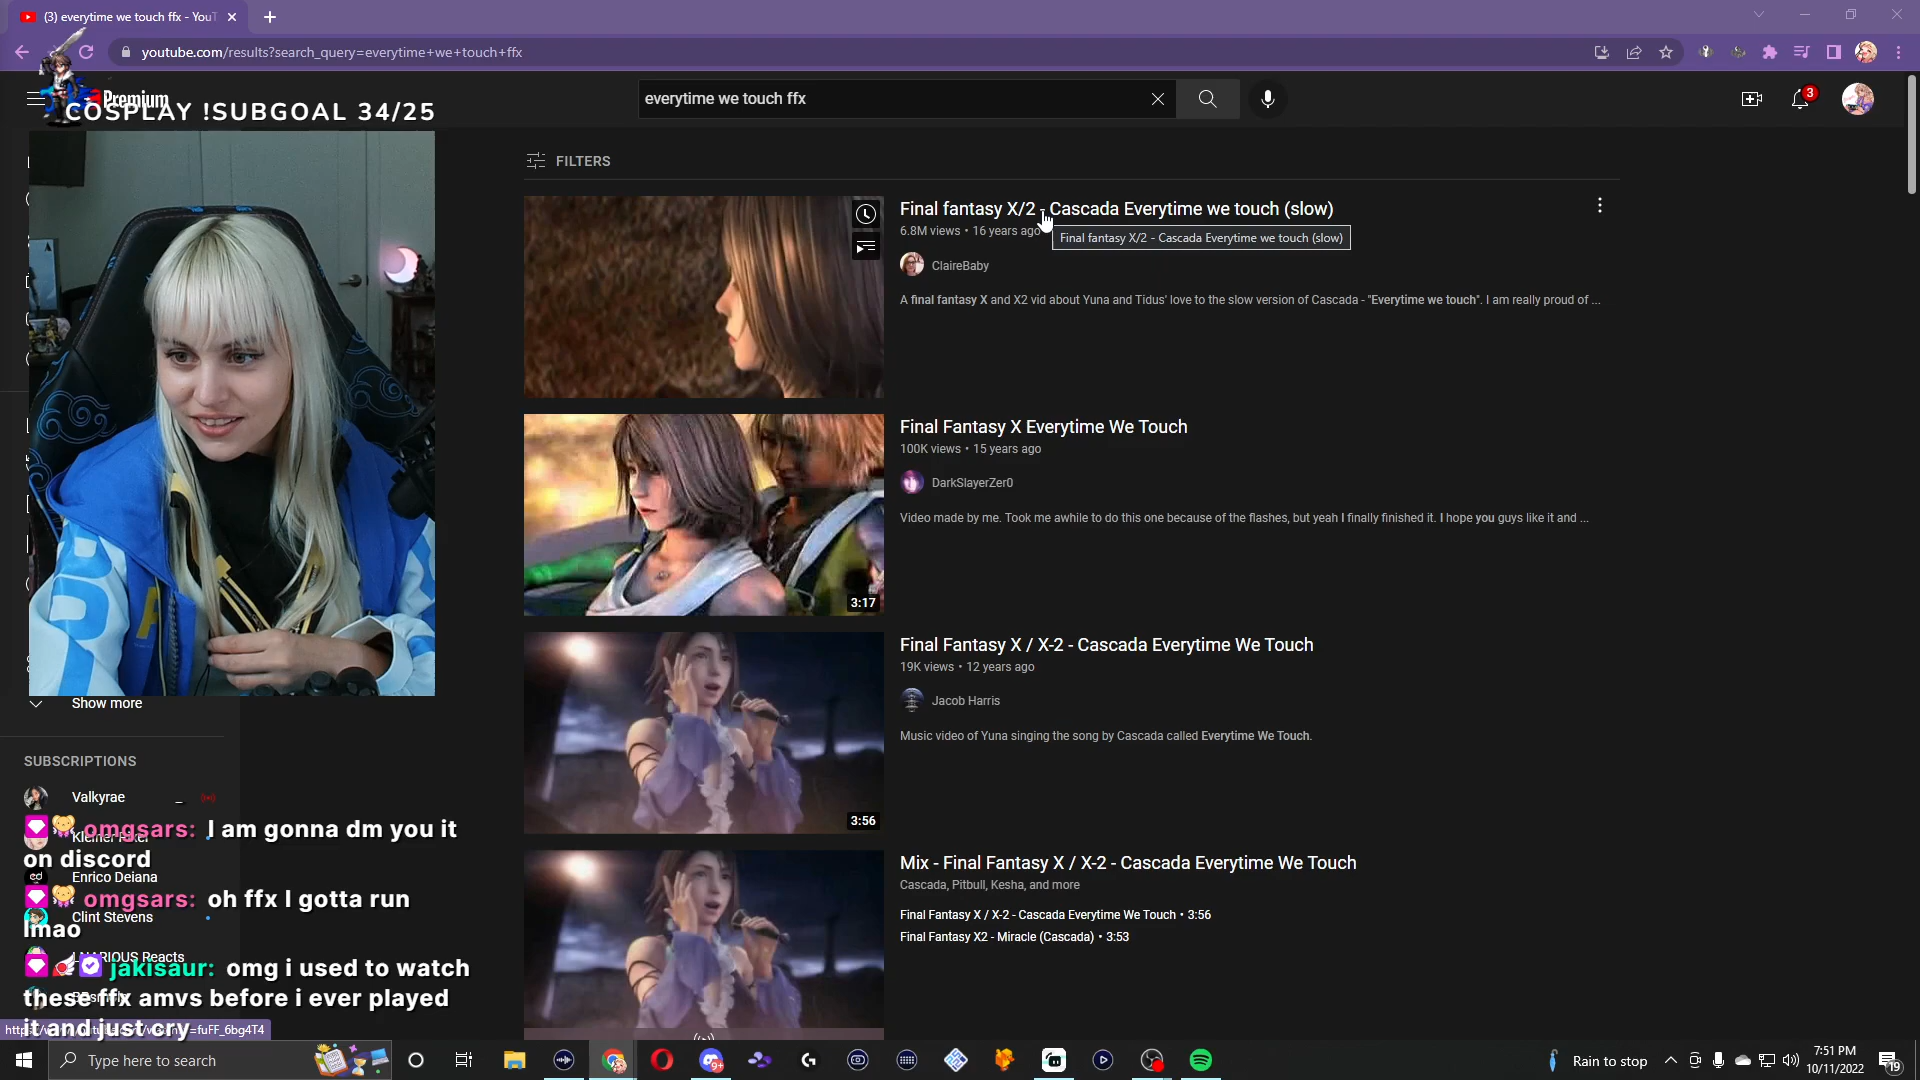 (3) everytime we touch ffx - YouT
youtube.com/results?search_query=everytime+we+touch+ffx
Premium
COSPLAY !SUBGOAL 34/25
everytime we touch ffx
3
FILTERS
Final fantasy X/2 - Cascada Everytime we touch (slow)
6.8M views • 16 years ago
Final fantasy X/2 - Cascada Everytime we touch (slow)
ClaireBaby
A final fantasy X and X2 vid about Yuna and Tidus' love to the slow version of Cascada - "Everytime we touch". I am really proud of ...
Final Fantasy X Everytime We Touch
100K views • 15 years ago
DarkSlayerZer0
Video made by me. Took me awhile to do this one because of the flashes, but yeah I finally finished it. I hope you guys like it and ...
3:17
Final Fantasy X / X-2 - Cascada Everytime We Touch
19K views • 12 years ago
Jacob Harris
Music video of Yuna singing the song by Cascada called Everytime We Touch.
3:56
Mix - Final Fantasy X / X-2 - Cascada Everytime We Touch
Cascada, Pitbull, Kesha, and more
Final Fantasy X / X-2 - Cascada Everytime We Touch • 3:56
Final Fantasy X2 - Miracle (Cascada) • 3:53
Show more
SUBSCRIPTIONS
Valkyrae
omgsars: I am gonna dm you it
on discord
Enrico Deiana
omgsars: oh ffx I gotta run
lmao
Clint Stevens
jakisaur: omg i used to watch
these ffx amvs before i ever played
it and just cry
=fuFF_6bg4T4
Type here to search
9+
Rain to stop
7:51 PM
10/11/2022
19